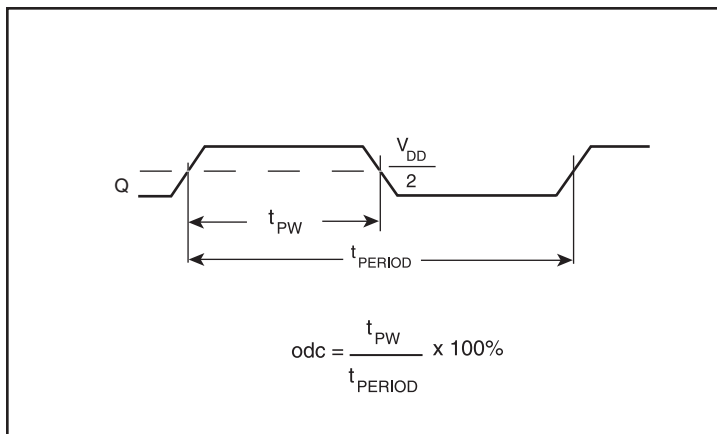 V_DD
2
Q
t_PW
t_PERIOD
odc = t_PW / t_PERIOD x 100%